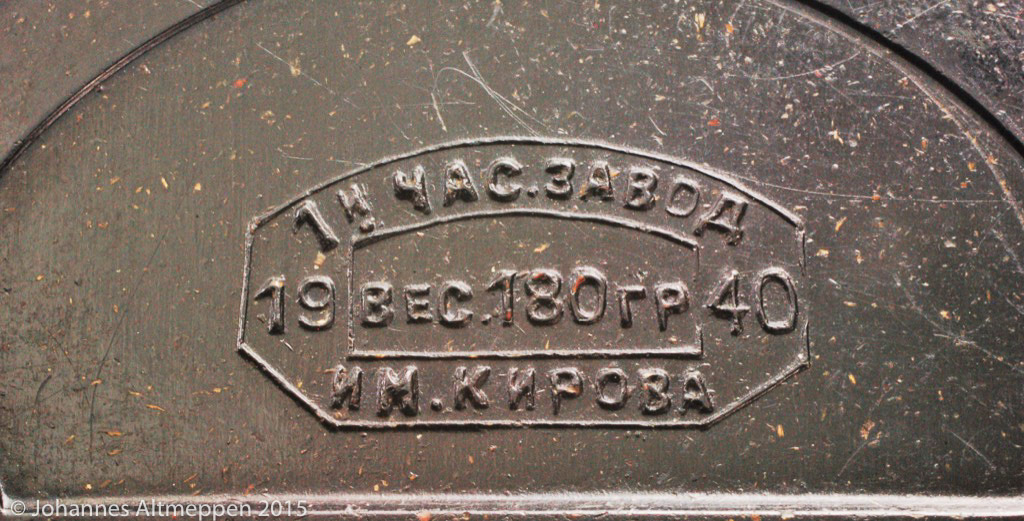 1й ЧАС.ЗАВОД
19 ВЕС.180ГР 40
ИМ.КИРОВА
© Johannes Altmeppen 2015